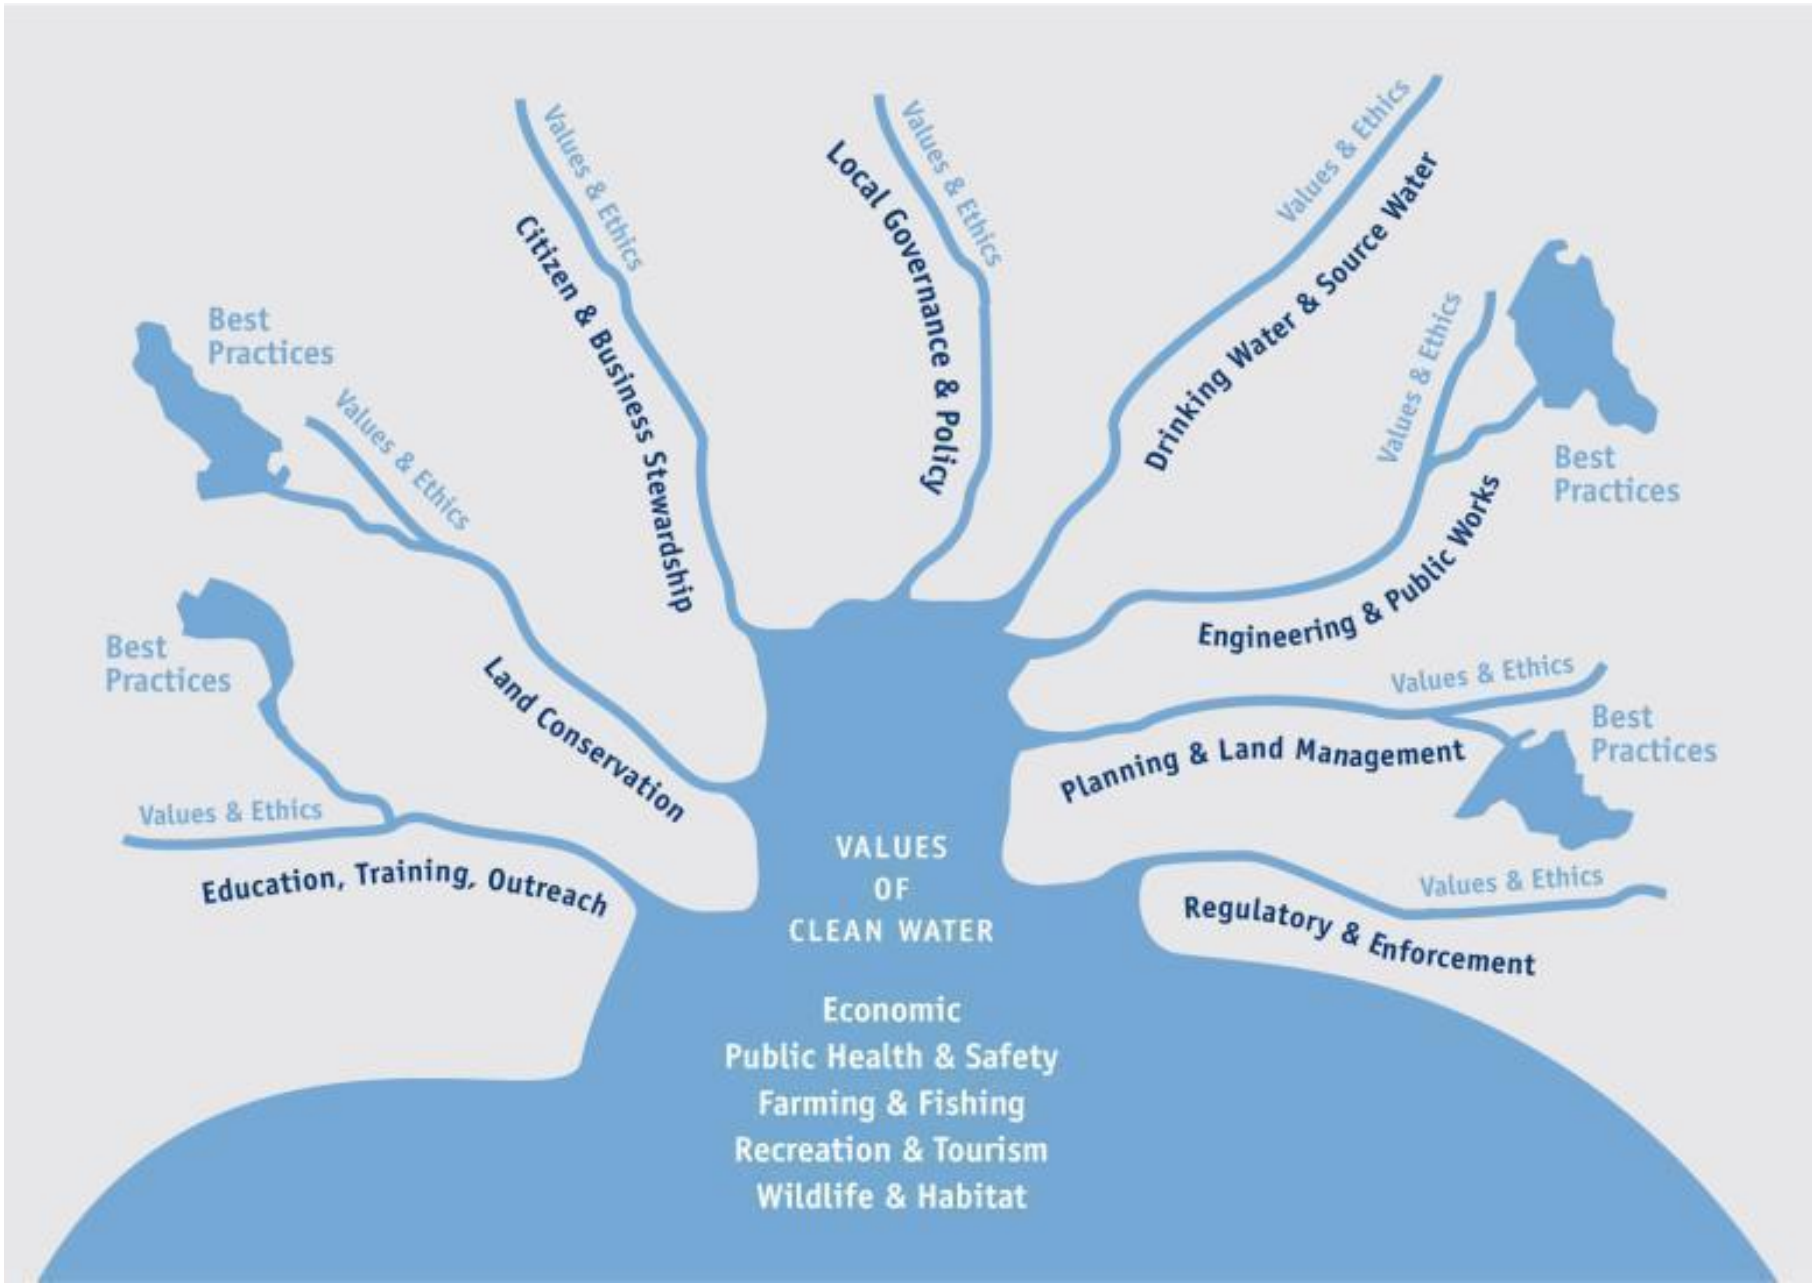 Values & Ethics
Citizen & Business Stewardship
Values & Ethics
Local Governance & Policy
Values & Ethics
Drinking Water & Source Water
Best
Practices
Values & Ethics
Land Conservation
Values & Ethics
Best
Practices
Engineering & Public Works
Best
Practices
Values & Ethics
Education, Training, Outreach
Values & Ethics
Best
Practices
Planning & Land Management
Values & Ethics
Regulatory & Enforcement
VALUES
OF
CLEAN WATER
Economic
Public Health & Safety
Farming & Fishing
Recreation & Tourism
Wildlife & Habitat